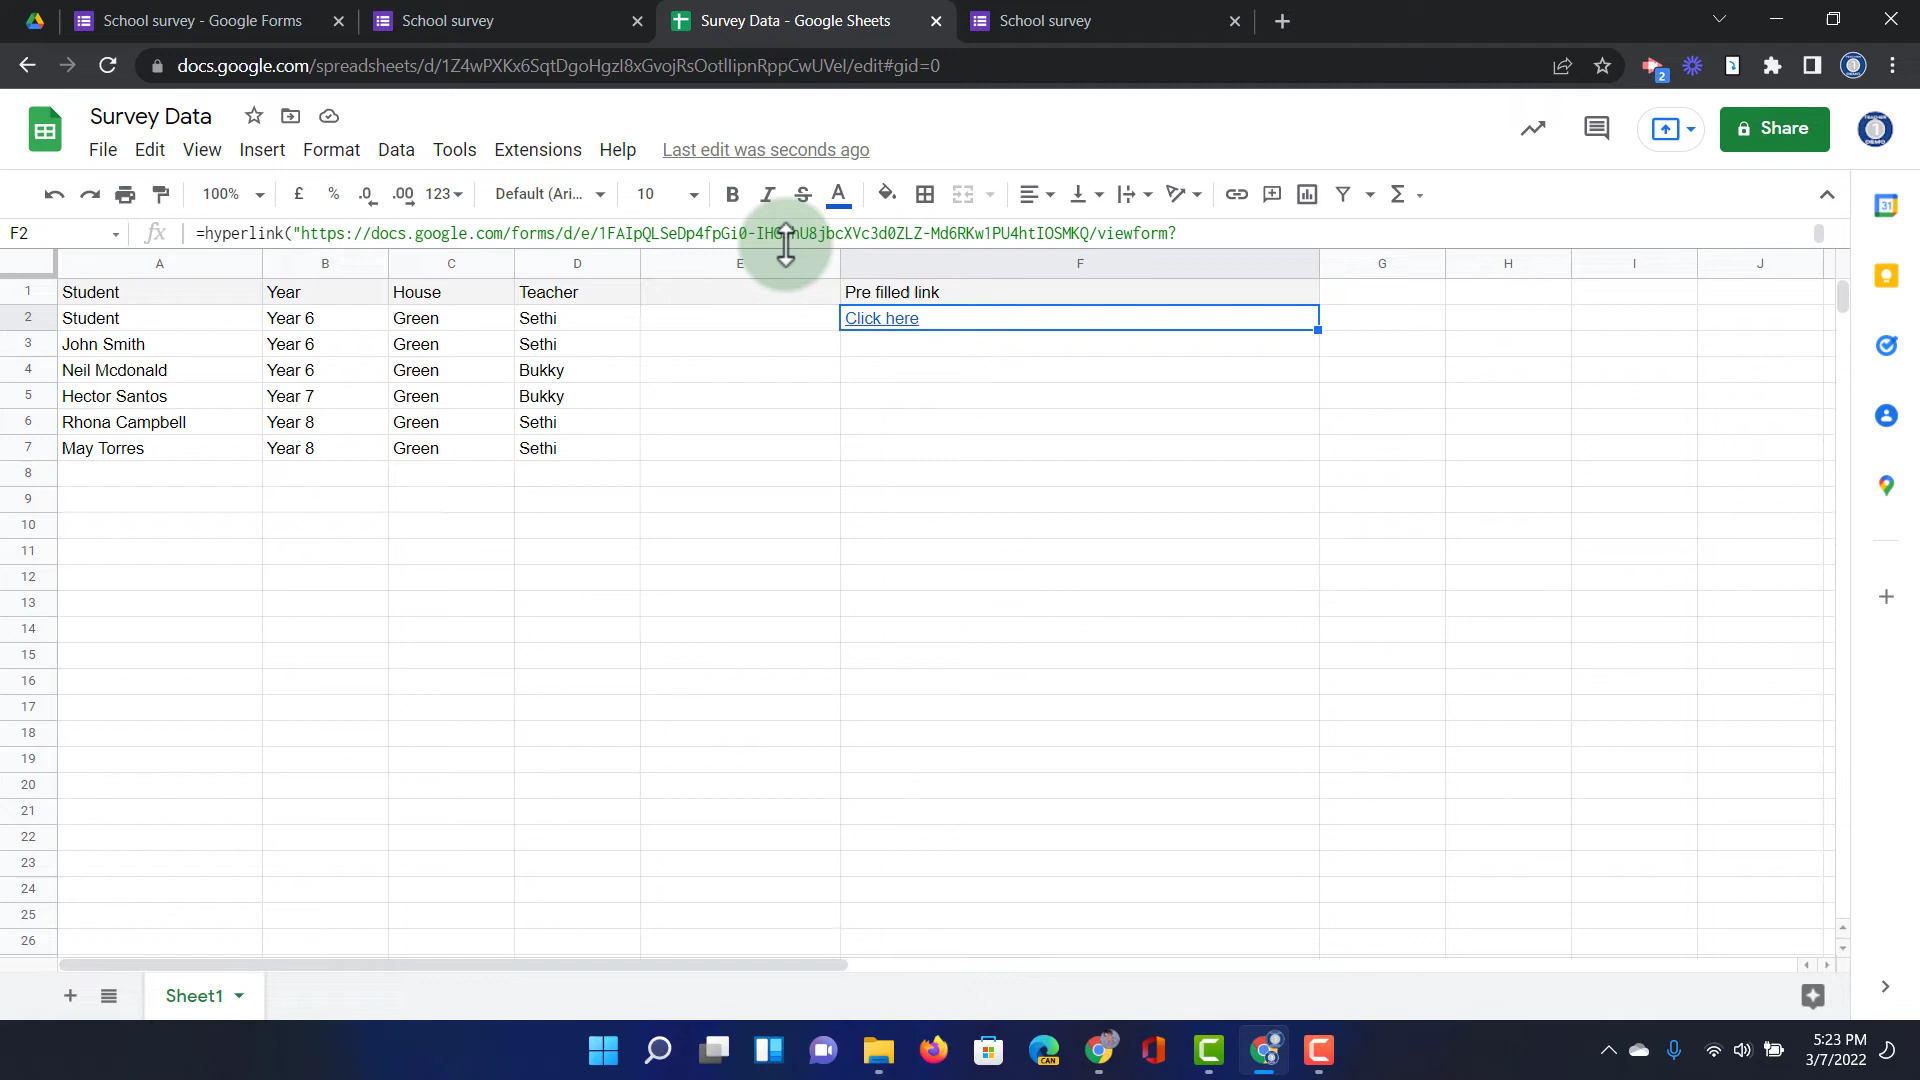 School survey - Google Forms
School survey
Survey Data - Google Sheets
School survey
docs.google.com/spreadsheets/d/1Z4wPXKx6SqtDgoHgzI8xGvojRsOotlIipnRppCwUVeI/edit#gid=0
2
Survey Data
File Edit View Insert Format Data Tools Extensions Help Last edit was seconds ago
Share
100% £ % .0 .00 123 Default (Ari... 10 B I S A
31
F2 fx =hyperlink("https://docs.google.com/forms/d/e/
A B C D E F G H I J
1 Student Year House Teacher Pre filled link
2 Student Year 6 Green Sethi Click here
3 John Smith Year 6 Green Sethi
4 Neil Mcdonald Year 6 Green Bukky
5 Hector Santos Year 7 Green Bukky
6 Rhona Campbell Year 8 Green Sethi
7 May Torres Year 8 Green Sethi
8
9
10
11
12
13
14
15
16
17
18
19
20
21
22
23
24
25
26
Sheet1
CAN
5:23 PM
3/7/2022